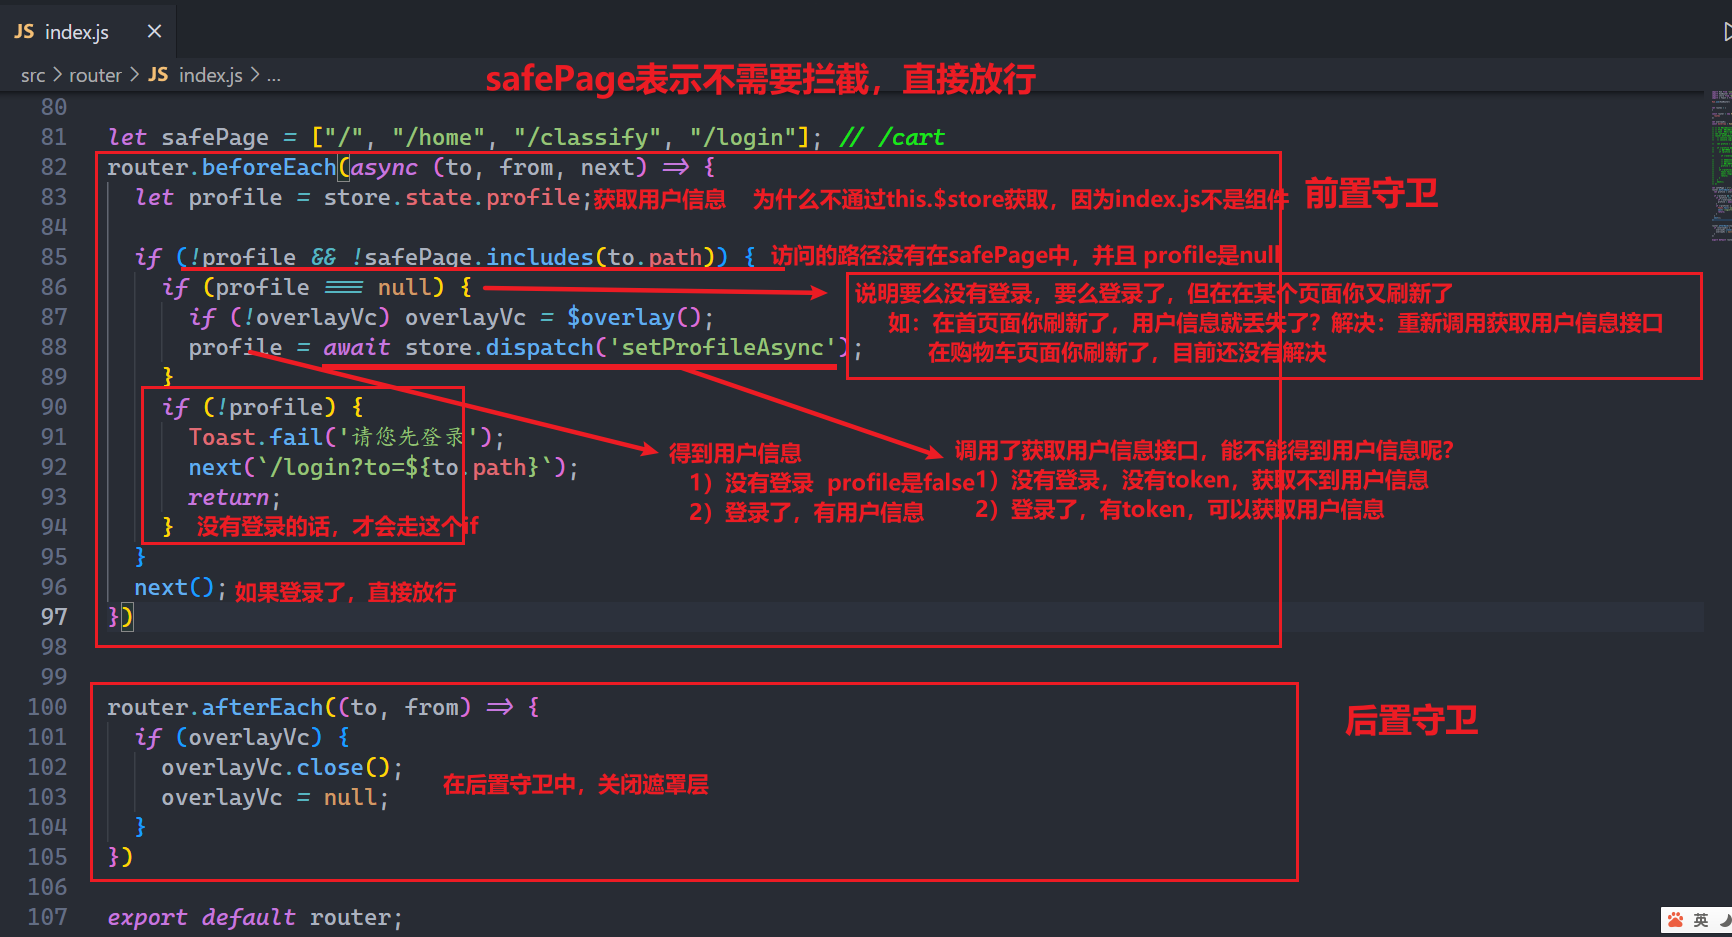 JS index.js ×
src > router > JS index.js > ...
safePage表示不需要拦截，直接放行
80
81 let safePage = ["/", "/home", "/classify", "/login"]; // /cart
82 router.beforeEach(async (to, from, next) => {
前置守卫
83 let profile = store.state.profile;获取用户信息 为什么不通过this.$store获取，因为index.js不是组件
84
85 if (!profile && !safePage.includes(to.path)) { 访问的路径没有在safePage中，并且 profile是null
86 if (profile === null) {
说明要么没有登录，要么登录了，但在在某个页面你又刷新了
87 if (!overlayVc) overlayVc = $overlay();
如：在首页面你刷新了，用户信息就丢失了？解决：重新调用获取用户信息接口
88 profile = await store.dispatch('setProfileAsync');
在购物车页面你刷新了，目前还没有解决
89 }
90 if (!profile) {
91 Toast.fail('请您先登录');
92 next(`/login?to=${to.path}`);
93 return;
94 } 没有登录的话，才会走这个if
得到用户信息
1）没有登录 profile是false
2）登录了，有用户信息
调用了获取用户信息接口，能不能得到用户信息呢？
1）没有登录，没有token，获取不到用户信息
2）登录了，有token，可以获取用户信息
95 }
96 next(); 如果登录了，直接放行
97 })
98
99
100 router.afterEach((to, from) => {
后置守卫
101 if (overlayVc) {
102 overlayVc.close();
在后置守卫中，关闭遮罩层
103 overlayVc = null;
104 }
105 })
106
107 export default router;
英